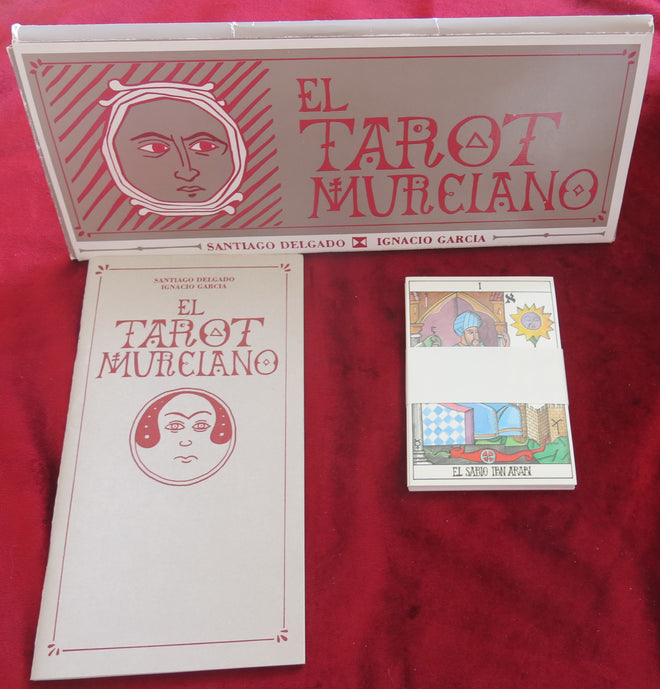 EL
TAROT
MURCIANO
SANTIAGO DELGADO IGNACIO GARCIA
SANTIAGO DELGADO
IGNACIO GARCIA
EL
TAROT
MURCIANO
I
א
EL SABIO IBN ARABI